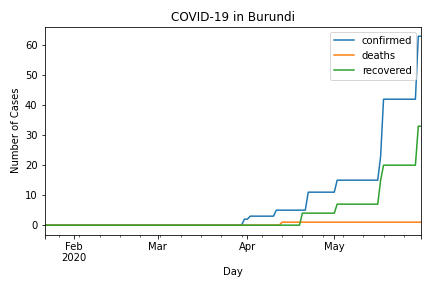 COVID-19 in Burundi
confirmed
deaths
recovered
Number of Cases
60
50
40
30
20
10
0
Feb
2020
Mar
Apr
May
Day